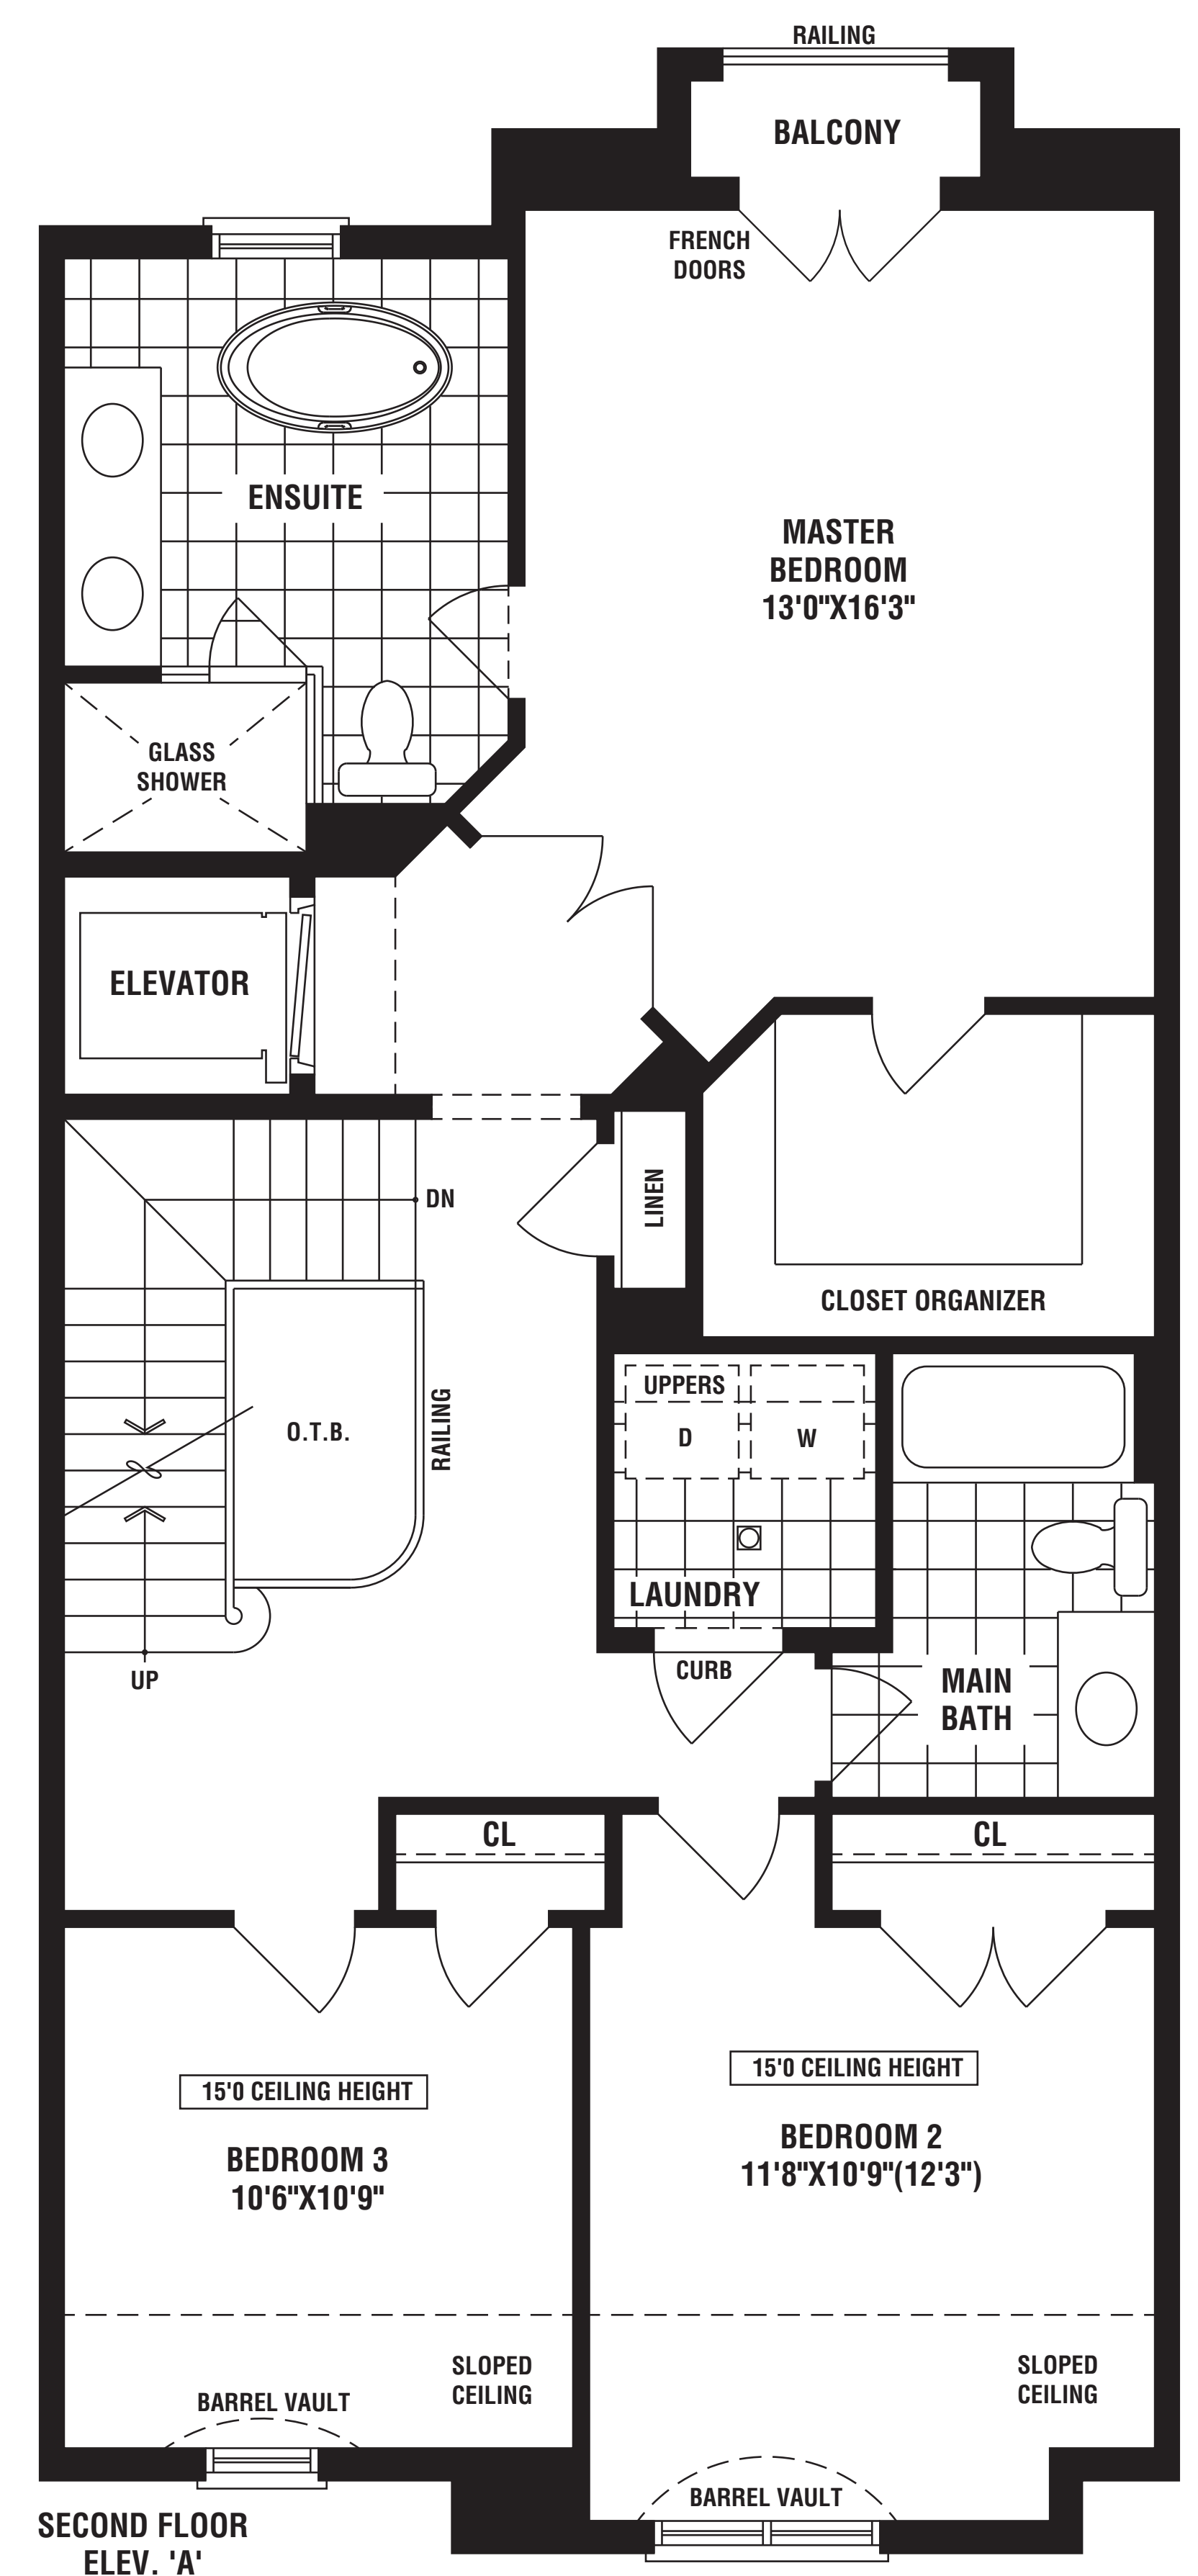 RAILING
BALCONY
FRENCH
DOORS
ENSUITE
MASTER
BEDROOM
13'0"X16'3"
GLASS
SHOWER
ELEVATOR
DN
LINEN
CLOSET ORGANIZER
UPPERS
D
W
O.T.B.
RAILING
LAUNDRY
CURB
UP
MAIN
BATH
CL
CL
15'0 CEILING HEIGHT
BEDROOM 3
10'6"X10'9"
15'0 CEILING HEIGHT
BEDROOM 2
11'8"X10'9"(12'3")
SLOPED
CEILING
SLOPED
CEILING
BARREL VAULT
BARREL VAULT
SECOND FLOOR
ELEV. 'A'